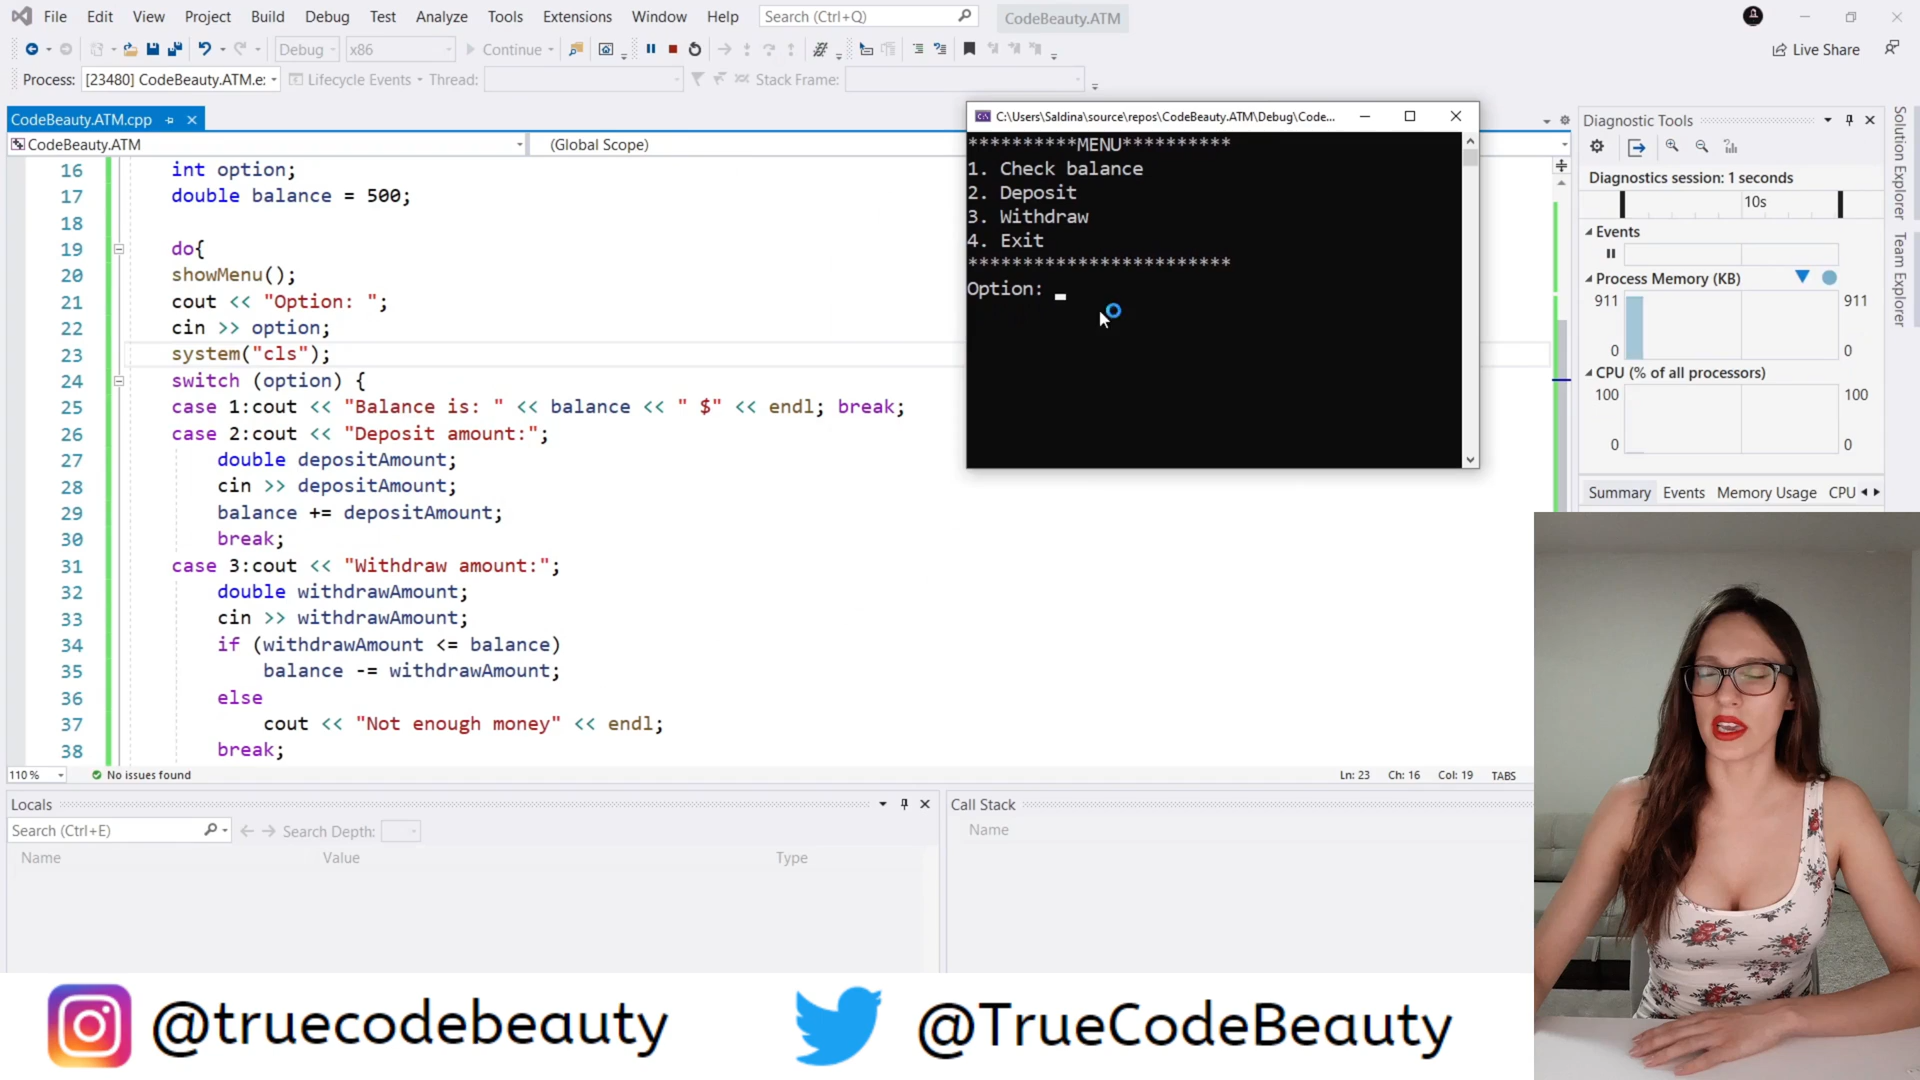 File Edit View Project Build Debug Test Analyze Tools Extensions Window Help Search (Ctrl+Q) CodeBeauty.ATM
Debug x86 Continue Live Share
Process: [23480] CodeBeauty.ATM.e: Lifecycle Events Thread: Stack Frame:
CodeBeauty.ATM.cpp
CodeBeauty.ATM (Global Scope)
16 int option;
17 double balance = 500;
18
19 do{
20 showMenu();
21 cout << "Option: ";
22 cin >> option;
23 system("cls");
24 switch (option) {
25 case 1:cout << "Balance is: " << balance << " $" << endl; break;
26 case 2:cout << "Deposit amount:";
27 double depositAmount;
28 cin >> depositAmount;
29 balance += depositAmount;
30 break;
31 case 3:cout << "Withdraw amount:";
32 double withdrawAmount;
33 cin >> withdrawAmount;
34 if (withdrawAmount <= balance)
35 balance -= withdrawAmount;
36 else
37 cout << "Not enough money" << endl;
38 break;
110 % No issues found Ln: 23 Ch: 16 Col: 19 TABS
C:\Users\Saldina\source\repos\CodeBeauty.ATM\Debug\Code...
**********MENU**********
1. Check balance
2. Deposit
3. Withdraw
4. Exit
************************
Option:
Diagnostic Tools
Diagnostics session: 1 seconds
10s
Events
Process Memory (KB)
911 911
0 0
CPU (% of all processors)
100 100
0 0
Summary Events Memory Usage CPU
Solution Explorer
Team Explorer
Locals
Search (Ctrl+E) Search Depth:
Name Value Type
Call Stack
Name
@truecodebeauty @TrueCodeBeauty